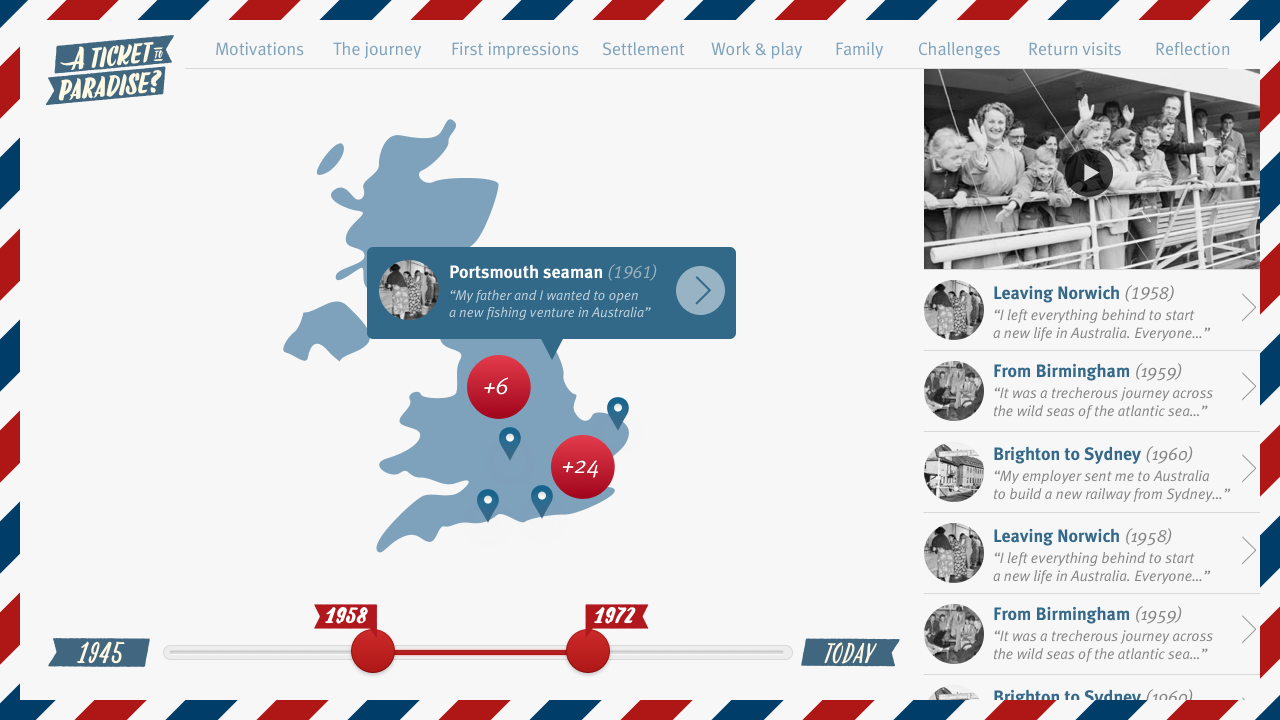 A TICKET TO
PARADISE?
Motivations
The journey
First impressions
Settlement
Work & play
Family
Challenges
Return visits
Reflection
Portsmouth seaman (1961)
“My father and I wanted to open
a new fishing venture in Australia”
+6
+24
1958
1972
1945
TODAY
Leaving Norwich (1958)
“I left everything behind to start
a new life in Australia. Everyone...”
From Birmingham (1959)
“It was a trecherous journey across
the wild seas of the atlantic sea...”
Brighton to Sydney (1960)
“My employer sent me to Australia
to build a new railway from Sydney...”
Leaving Norwich (1958)
“I left everything behind to start
a new life in Australia. Everyone...”
From Birmingham (1959)
“It was a trecherous journey across
the wild seas of the atlantic sea...”
Brighton to Sydney (1960)